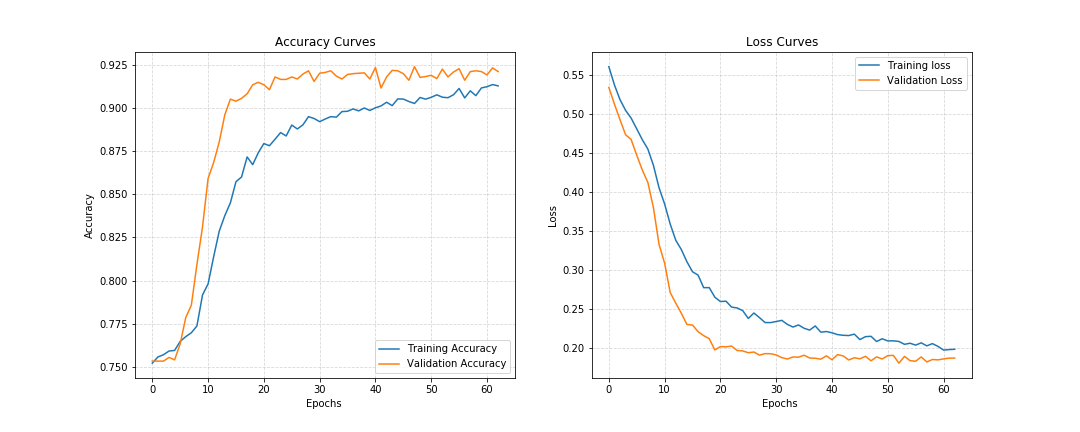 Accuracy Curves
0.925
0.900
0.875
0.850
0.825
0.800
0.775
0.750
Accuracy
0 10 20 30 40 50 60
Epochs
Training Accuracy
Validation Accuracy
Loss Curves
0.55
0.50
0.45
0.40
0.35
0.30
0.25
0.20
Loss
0 10 20 30 40 50 60
Epochs
Training loss
Validation Loss